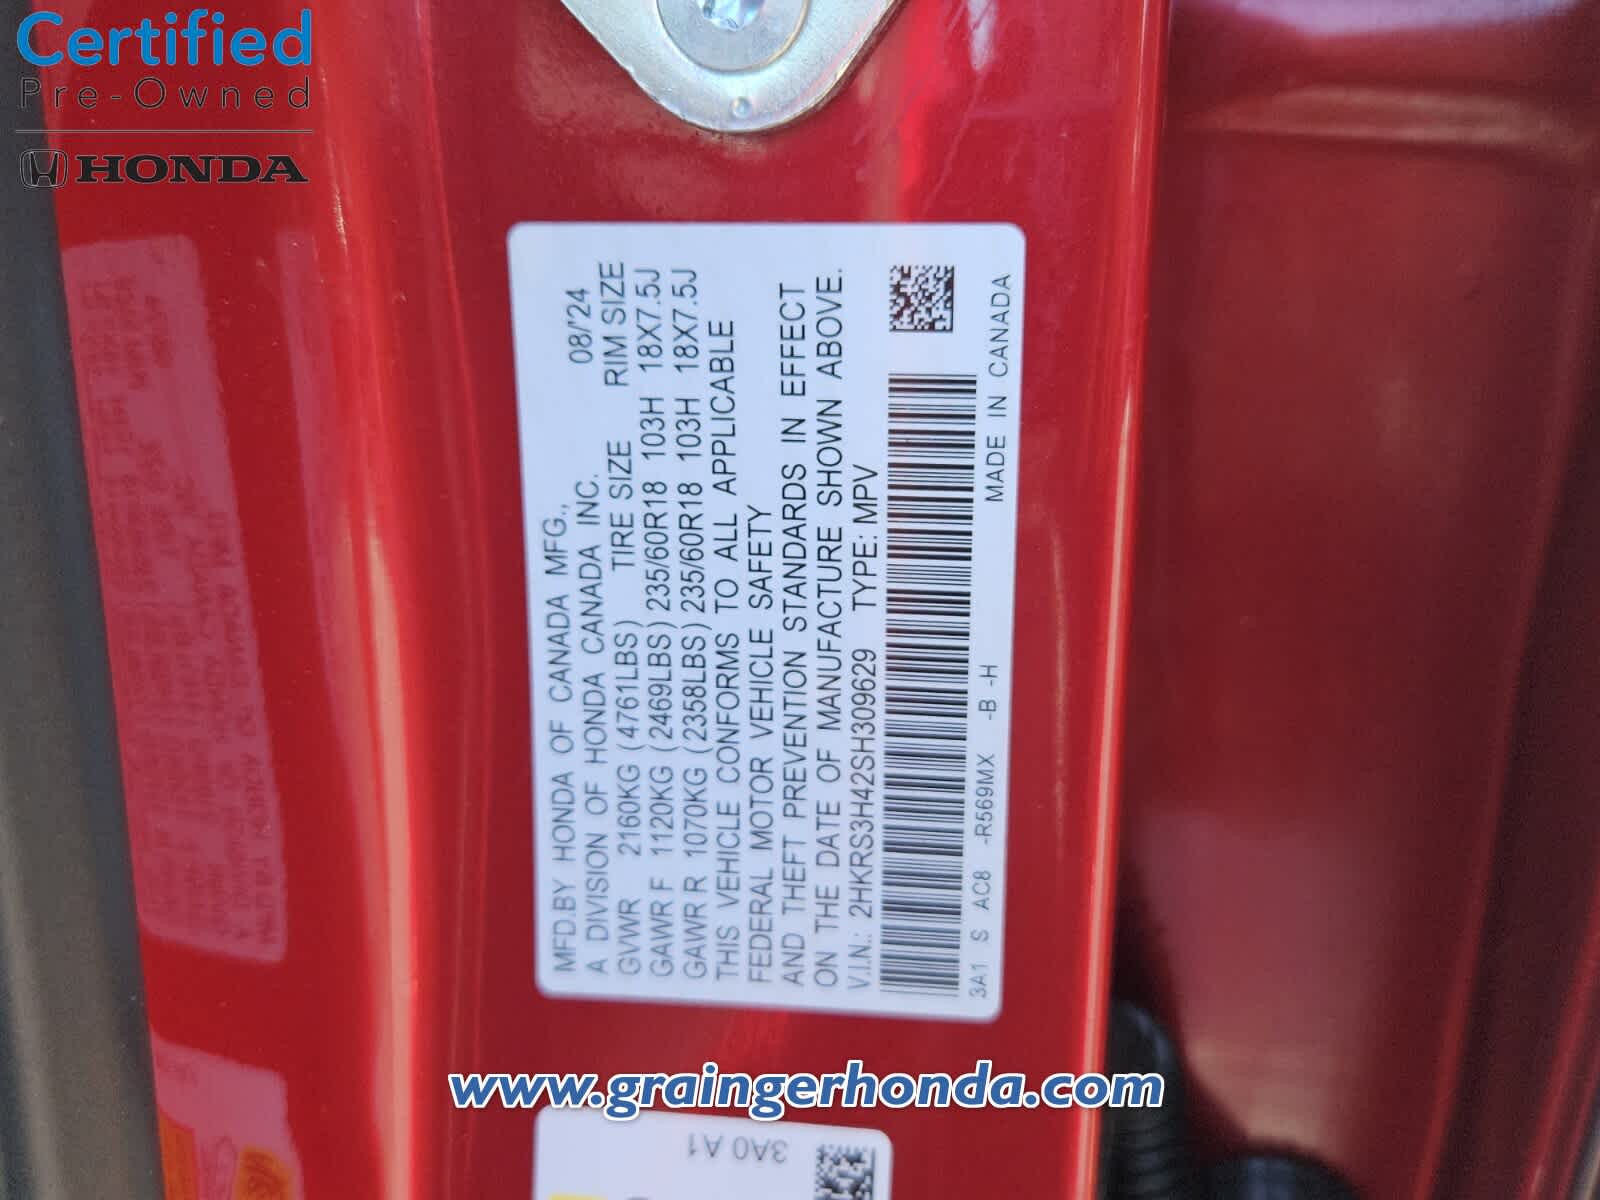 Certified
Pre-Owned
HONDA
MFD.BY HONDA OF CANADA MFG.,
A DIVISION OF HONDA CANADA INC. 08/'24
GVWR 2160KG (4761LBS) TIRE SIZE RIM SIZE
GAWR F 1120KG (2469LBS) 235/60R18 103H 18X7.5J
GAWR R 1070KG (2358LBS) 235/60R18 103H 18X7.5J
THIS VEHICLE CONFORMS TO ALL APPLICABLE
FEDERAL MOTOR VEHICLE SAFETY
AND THEFT PREVENTION STANDARDS IN EFFECT
ON THE DATE OF MANUFACTURE SHOWN ABOVE.
V.I.N.: 2HKRS3H42SH309629 TYPE: MPV
3A1 S AC8 -R569MX -B -H MADE IN CANADA
www.graingerhonda.com
3A0 A1